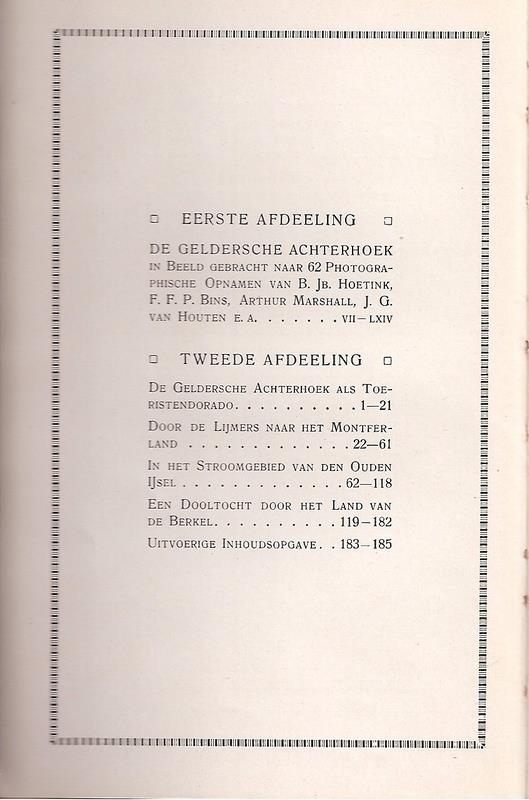 EERSTE AFDEELING
DE GELDERSCHE ACHTERHOEK
IN BEELD GEBRACHT NAAR 62 PHOTOGRA-
PHISCHE OPNAMEN VAN B. JB. HOETINK,
F. F. P. BINS, ARTHUR MARSHALL, J. G.
VAN HOUTEN E. A. . . . . . . . VII—LXIV
TWEEDE AFDEELING
DE GELDERSCHE ACHTERHOEK ALS TOE-
RISTENDORADO. . . . . . . . . . 1—21
DOOR DE LIJMERS NAAR HET MONTFER-
LAND . . . . . . . . . . . . . 22—61
IN HET STROOMGEBIED VAN DEN OUDEN
IJSEL . . . . . . . . . . . . . 62—118
EEN DOOLTOCHT DOOR HET LAND VAN
DE BERKEL. . . . . . . . . . 119—182
UITVOERIGE INHOUDSOPGAVE. . . 183—185